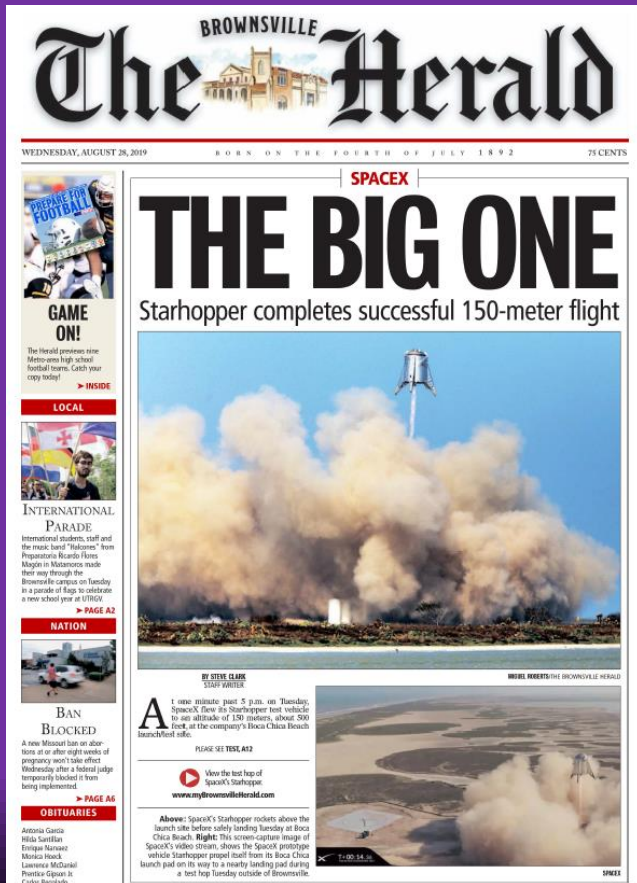 BROWNSVILLE
The Herald
WEDNESDAY, AUGUST 28, 2019
BORN ON THE FOURTH OF JULY 1892
75 CENTS
PREPARE FOR
FOOTBALL
GAME
ON!
The Herald previews nine
Metro-area high school
football teams. Catch your
copy today!
➤ INSIDE
LOCAL
INTERNATIONAL
PARADE
International students, staff and
the music band "Halcones" from
Preparatoria Ricardo Flores
Magón in Matamoros made
their way through the
Brownsville campus on Tuesday
in a parade of flags to celebrate
a new school year at UTRGV.
➤ PAGE A2
NATION
BAN
BLOCKED
A new Missouri ban on abor-
tions at or after eight weeks of
pregnancy won't take effect
Wednesday after a federal judge
temporarily blocked it from
being implemented.
➤ PAGE A6
OBITUARIES
Antonia Garcia
Hilda Santillan
Enrique Narvaez
Monica Hoeck
Lawrence McDaniel
Prentice Gipson Jr.
Carlos
SPACEX
THE BIG ONE
Starhopper completes successful 150-meter flight
MIGUEL ROBERTS/THE BROWNSVILLE HERALD
BY STEVE CLARK
STAFF WRITER
At one minute past 5 p.m. on Tuesday,
SpaceX flew its Starhopper test vehicle
to an altitude of 150 meters, about 500
feet, at the company's Boca Chica Beach
launch/test site.
PLEASE SEE TEST, A12
View the test hop of
SpaceX's Starhopper.
www.myBrownsvilleHerald.com
Above: SpaceX's Starhopper rockets above the
launch site before safely landing Tuesday at Boca
Chica Beach. Right: This screen-capture image of
SpaceX's video stream, shows the SpaceX prototype
vehicle Starhopper propel itself from its Boca Chica
launch pad on its way to a nearby landing pad during
a test hop Tuesday outside of Brownsville.
T+00:54.36
SPACEX